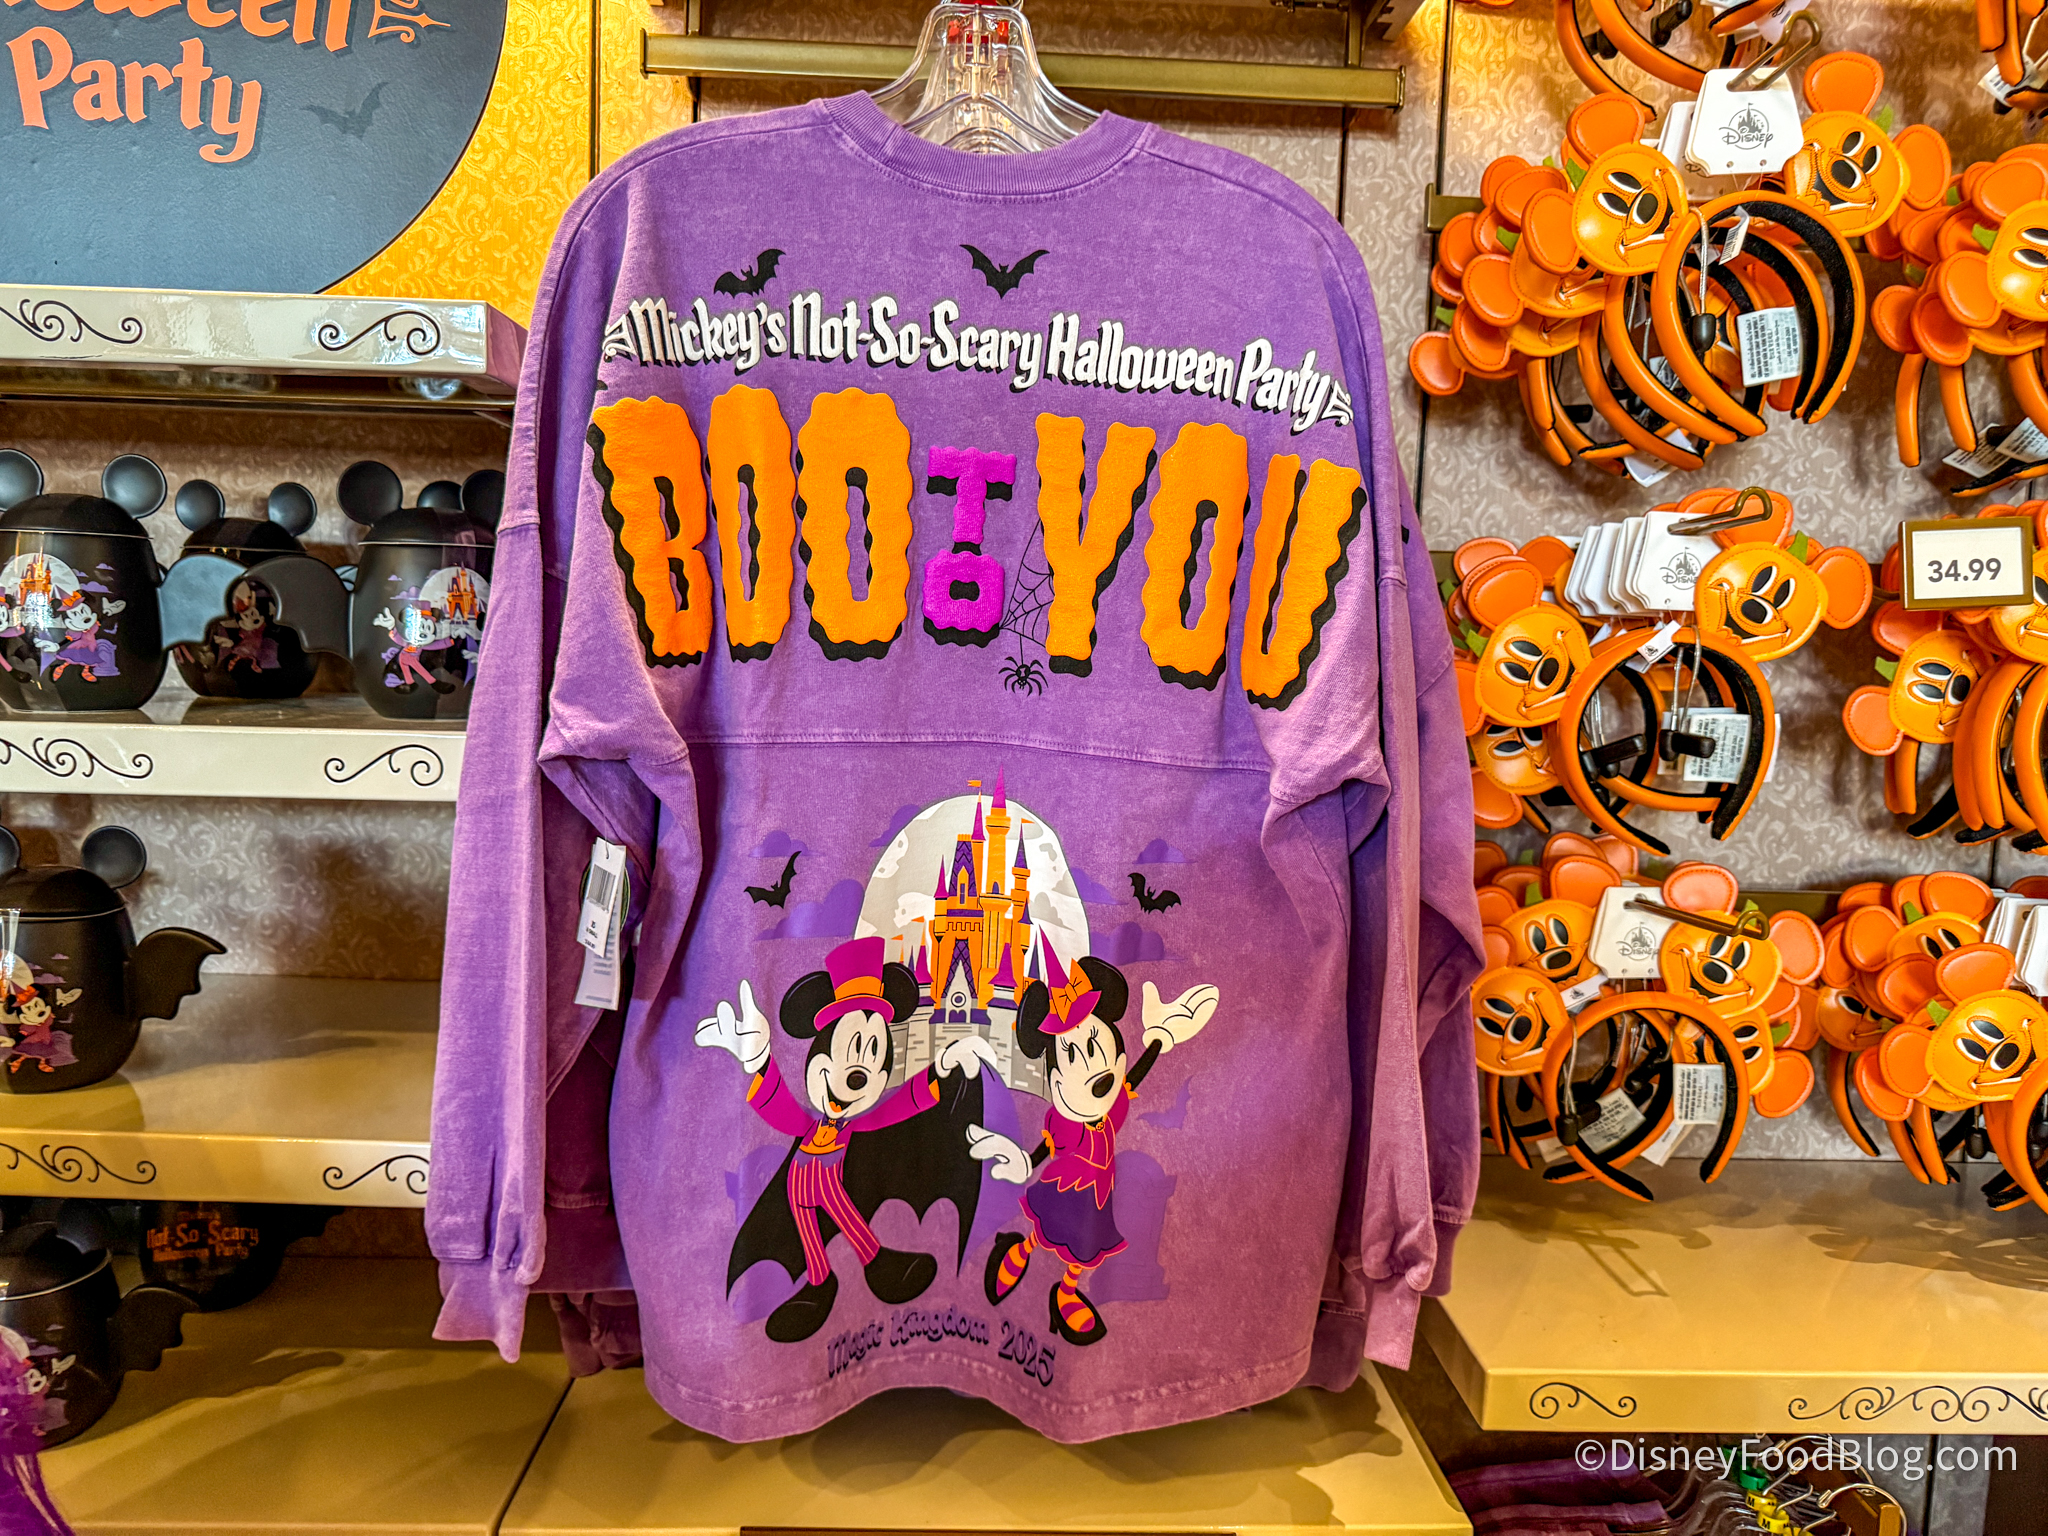 Party
DISNEY
Mickey's Not-So-Scary Halloween Party
BOO TO YOU
34.99
Magic Kingdom 2025
Not-So-Scary
Halloween Party
©DisneyFoodBlog.com